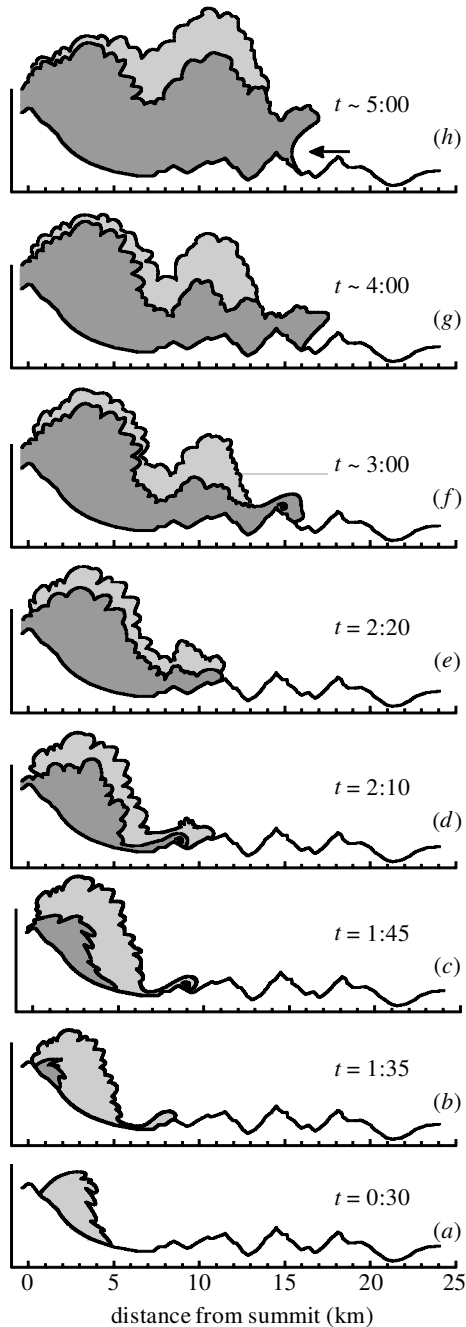 t ~ 5:00
(h)
t ~ 4:00
(g)
t ~ 3:00
(f)
t = 2:20
(e)
t = 2:10
(d)
t = 1:45
(c)
t = 1:35
(b)
t = 0:30
(a)
0 5 10 15 20 25
distance from summit (km)